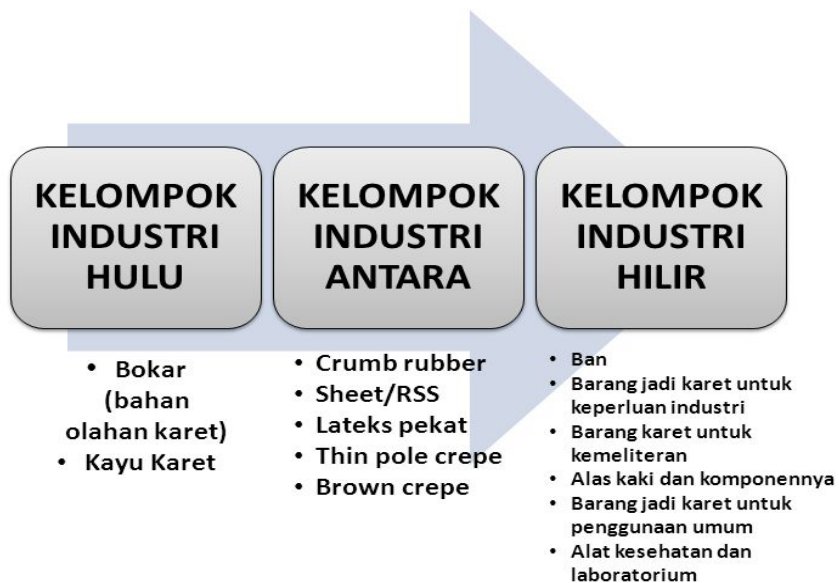 KELOMPOK
INDUSTRI
HULU
• Bokar
(bahan
olahan karet)
• Kayu Karet
KELOMPOK
INDUSTRI
ANTARA
• Crumb rubber
• Sheet/RSS
• Lateks pekat
• Thin pole crepe
• Brown crepe
KELOMPOK
INDUSTRI
HILIR
• Ban
• Barang jadi karet untuk
keperluan industri
• Barang karet untuk
kemeliteran
• Alas kaki dan komponennya
• Barang jadi karet untuk
penggunaan umum
• Alat kesehatan dan
laboratorium